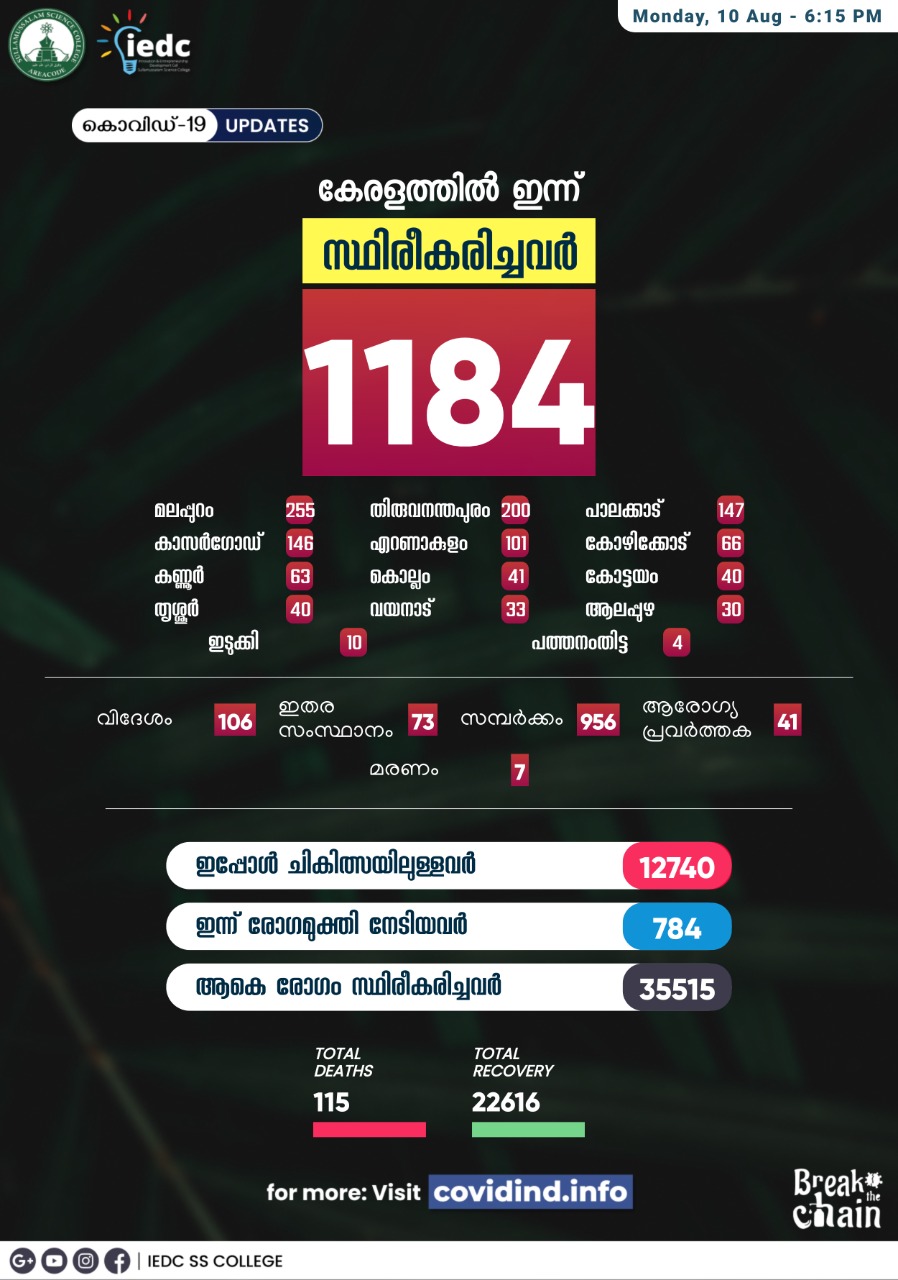 Monday, 10 Aug - 6:15 PM
SULLAMUSSALAM SCIENCE COLLEGE
AREACODE
iedc
കൊവിഡ്-19 UPDATES
കേരളത്തിൽ ഇന്ന്
സ്ഥിരീകരിച്ചവർ
1184
മലപ്പുറം 255 തിരുവനന്തപുരം 200 പാലക്കാട് 147
കാസർഗോഡ് 146 എറണാകുളം 101 കോഴിക്കോട് 66
കണ്ണൂർ 63 കൊല്ലം 41 കോട്ടയം 40
തൃശ്ശൂർ 40 വയനാട് 33 ആലപ്പുഴ 30
ഇടുക്കി 10 പത്തനംതിട്ട 4
വിദേശം 106 ഇതര സംസ്ഥാനം 73 സമ്പർക്കം 956 ആരോഗ്യ പ്രവർത്തക 41
മരണം 7
ഇപ്പോൾ ചികിത്സയിലുള്ളവർ 12740
ഇന്ന് രോഗമുക്തി നേടിയവർ 784
ആകെ രോഗം സ്ഥിരീകരിച്ചവർ 35515
TOTAL DEATHS
115
TOTAL RECOVERY
22616
for more: Visit covidind.info
Break the chain
IEDC SS COLLEGE